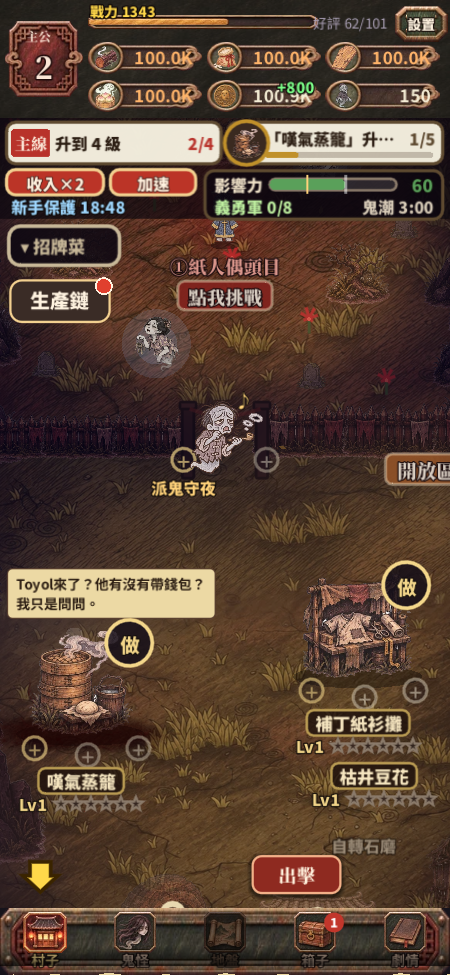 戰力 1343
好評 62/101
設置
主公
2
100.0K
100.0K
100.0K
100.0K
100.9K
+800
150
主線 升到 4 級 2/4
「嘆氣蒸籠」升… 1/5
收入×2
加速
影響力 60
新手保護 18:48
義勇軍 0/8
鬼潮 3:00
▾招牌菜
生產鏈
①紙人偶頭目
點我挑戰
派鬼守夜
開放區
Toyol來了？他有沒有帶錢包？
我只是問問。
做
做
補丁紙衫攤
Lv1
嘆氣蒸籠
Lv1
枯井豆花
Lv1
自轉石磨
出擊
村子
鬼怪
地盤
箱子
1
劇情